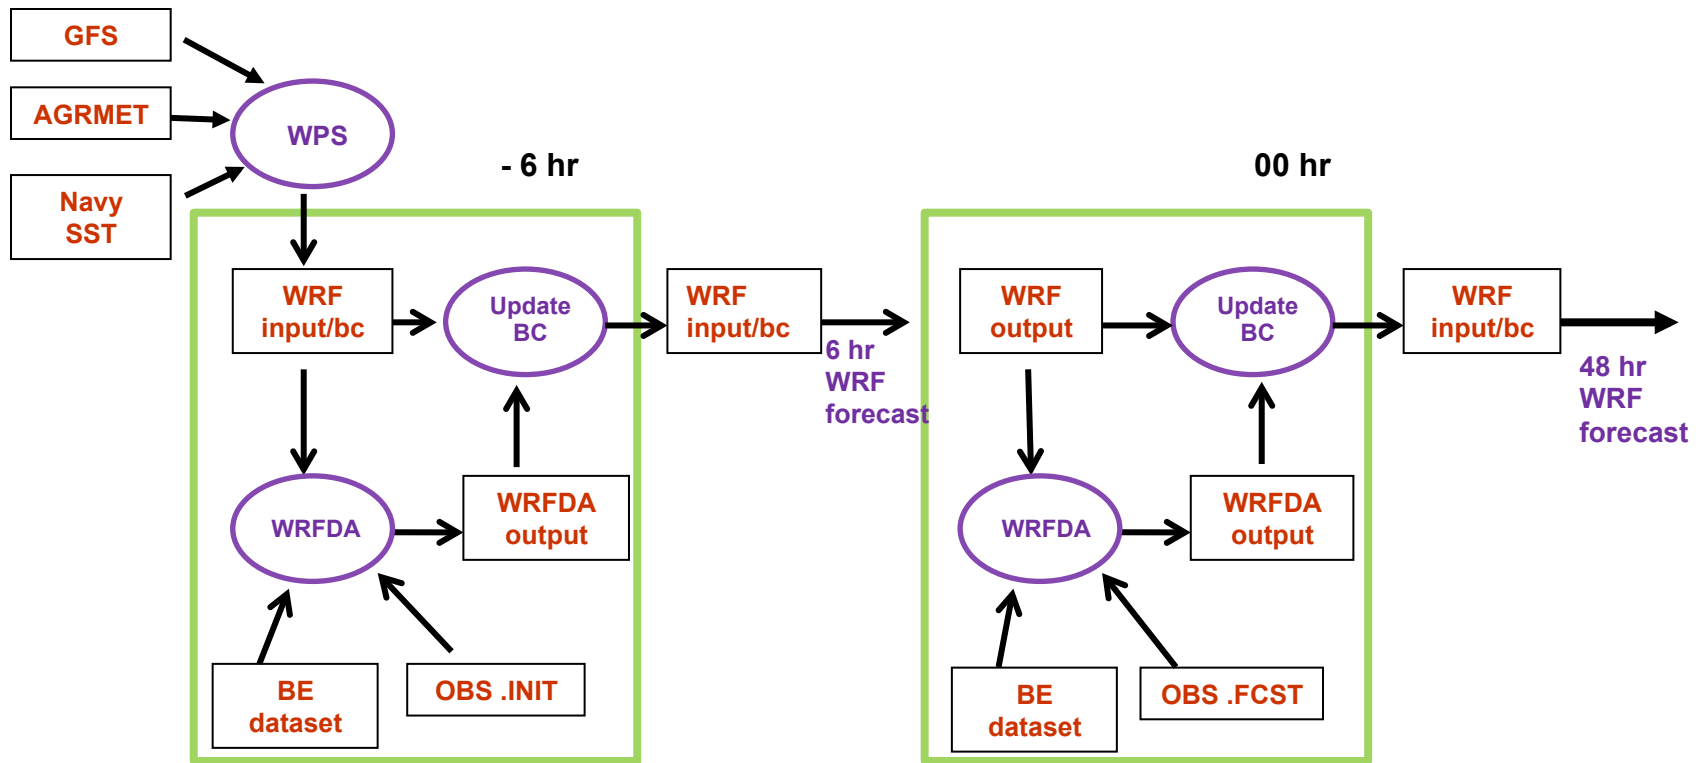 GFS
AGRMET
Navy
SST
WPS
- 6 hr
WRF
input/bc
Update
BC
WRF
input/bc
6 hr
WRF
forecast
WRFDA
WRFDA
output
BE
dataset
OBS .INIT
00 hr
WRF
output
Update
BC
WRF
input/bc
48 hr
WRF
forecast
WRFDA
WRFDA
output
BE
dataset
OBS .FCST